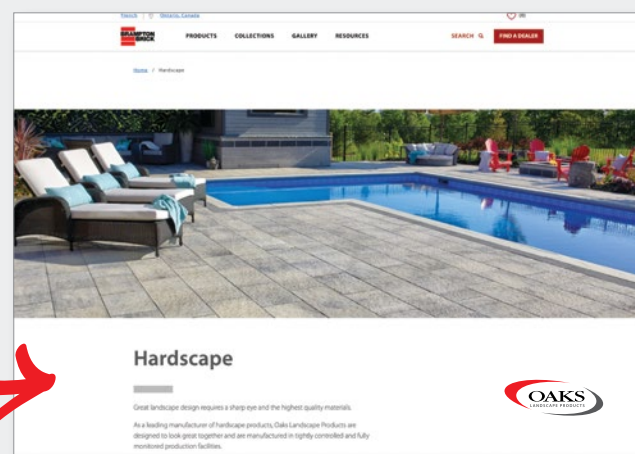 French Ontario, Canada
BRAMPTON BRICK PRODUCTS COLLECTIONS GALLERY RESOURCES SEARCH FIND A DEALER
Home / Hardscape
Hardscape
Great landscape design requires a sharp eye and the highest quality materials.
As a leading manufacturer of hardscape products, Oaks Landscape Products are
designed to look great together and are manufactured in tightly controlled and fully
monitored production facilities.
OAKS
LANDSCAPE PRODUCTS